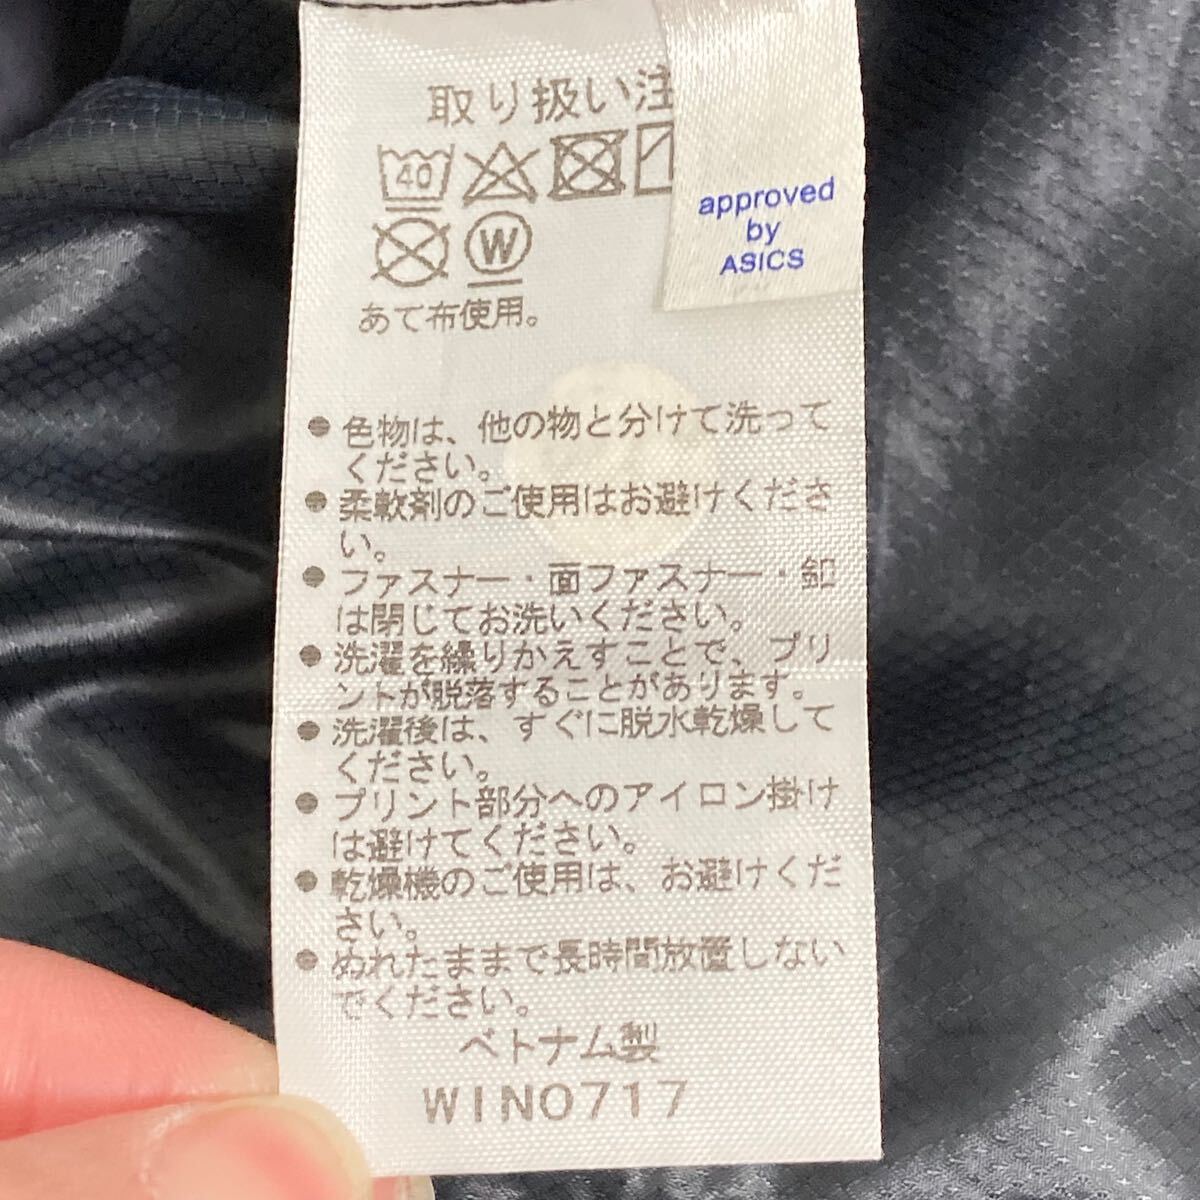 取り扱い注
40
W
あて布使用。
approved
by
ASICS
● 色物は、他の物と分けて洗って
ください。
● 柔軟剤のご使用はお避けくださ
い。
● ファスナー・面ファスナー・釦
は閉じてお洗いください。
● 洗濯を繰りかえすことで、プリ
ントが脱落することがあります。
● 洗濯後は、すぐに脱水乾燥して
ください。
● プリント部分へのアイロン掛け
は避けてください。
● 乾燥機のご使用は、お避けくだ
さい。
● ぬれたままで長時間放置しない
でください。
ベトナム製
WINO717